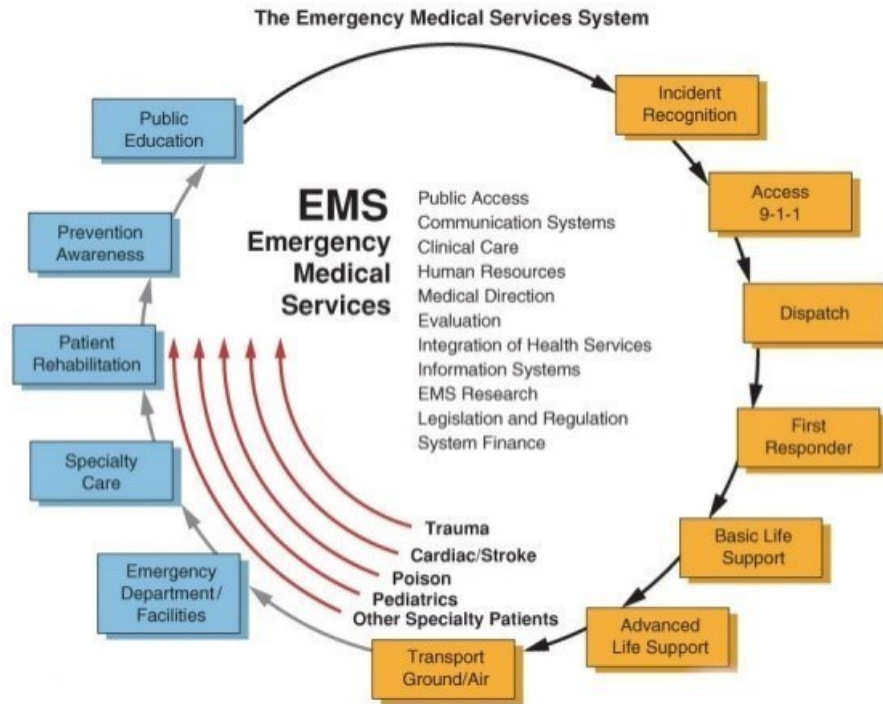 The Emergency Medical Services System
Incident
Recognition
Access
9-1-1
Dispatch
First
Responder
Basic Life
Support
Advanced
Life Support
Transport
Ground/Air
Emergency
Department/
Facilities
Specialty
Care
Patient
Rehabilitation
Prevention
Awareness
Public
Education
EMS
Emergency
Medical
Services
Public Access
Communication Systems
Clinical Care
Human Resources
Medical Direction
Evaluation
Integration of Health Services
Information Systems
EMS Research
Legislation and Regulation
System Finance
Trauma
Cardiac/Stroke
Poison
Pediatrics
Other Specialty Patients